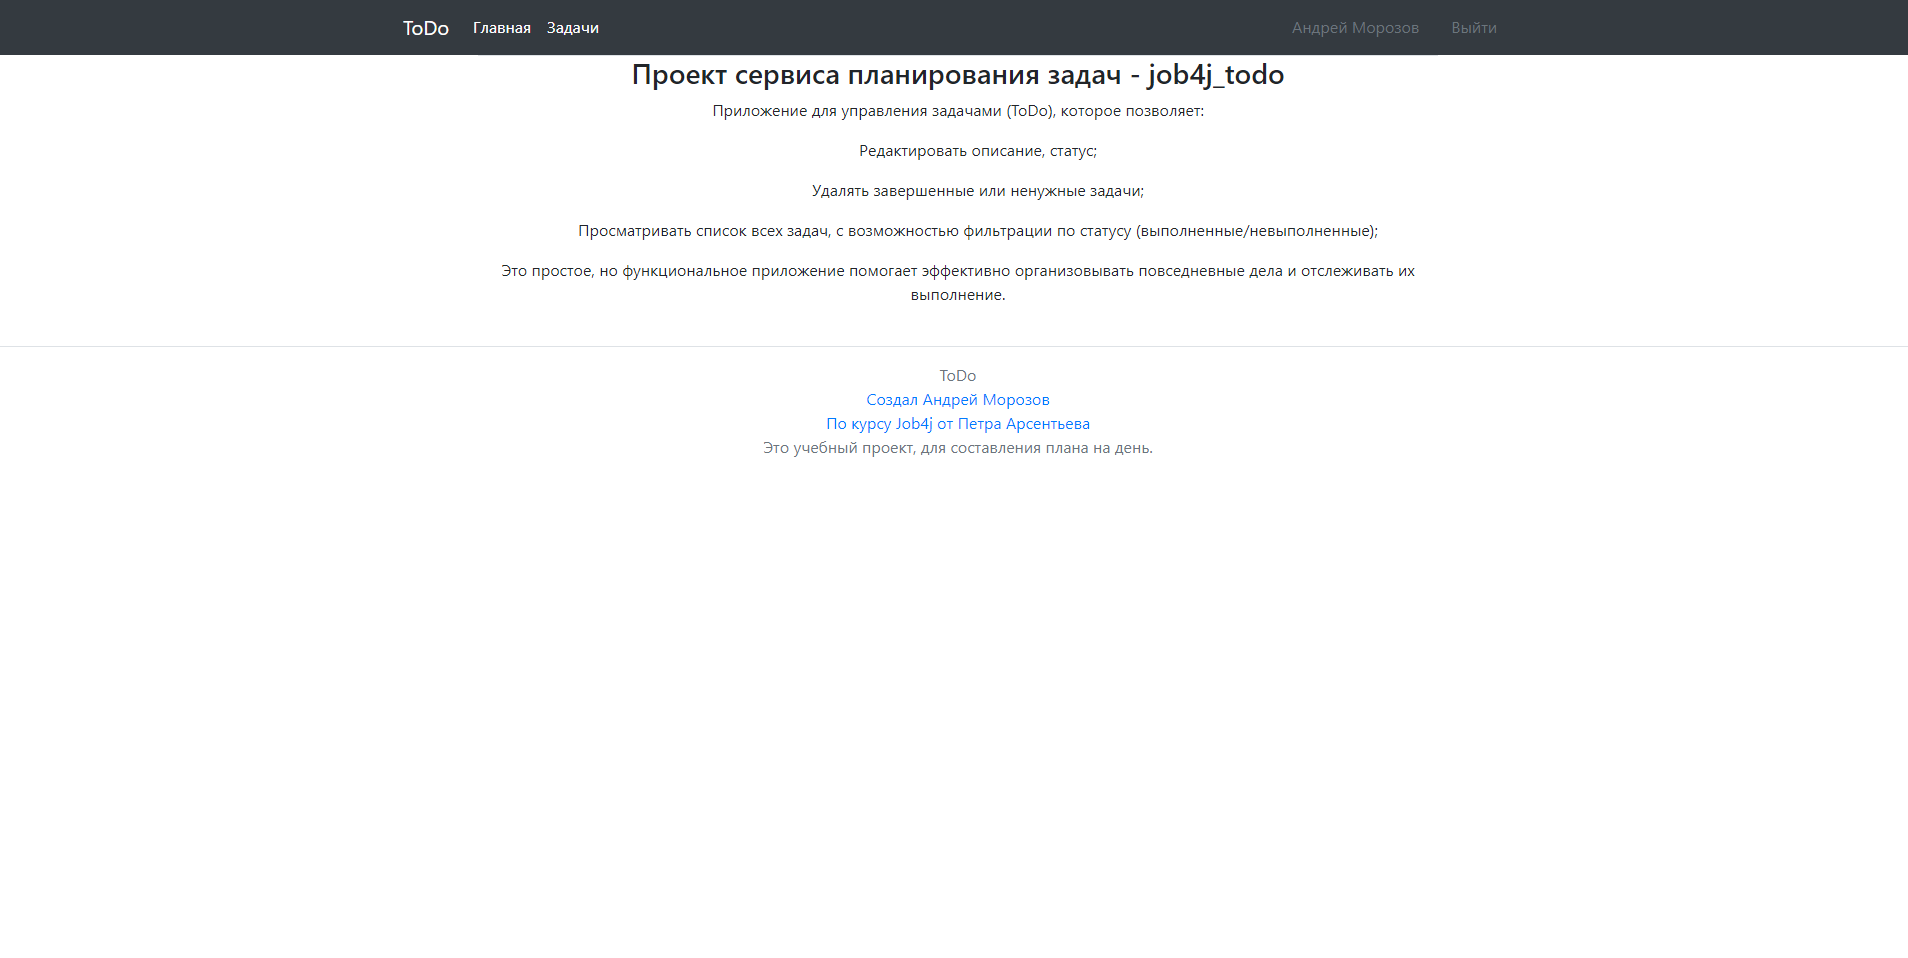 ToDo Главная Задачи Андрей Морозов Выйти
Проект сервиса планирования задач - job4j_todo
Приложение для управления задачами (ToDo), которое позволяет:
Редактировать описание, статус;
Удалять завершенные или ненужные задачи;
Просматривать список всех задач, с возможностью фильтрации по статусу (выполненные/невыполненные);
Это простое, но функциональное приложение помогает эффективно организовывать повседневные дела и отслеживать их
выполнение.
ToDo
Создал Андрей Морозов
По курсу Job4j от Петра Арсентьева
Это учебный проект, для составления плана на день.